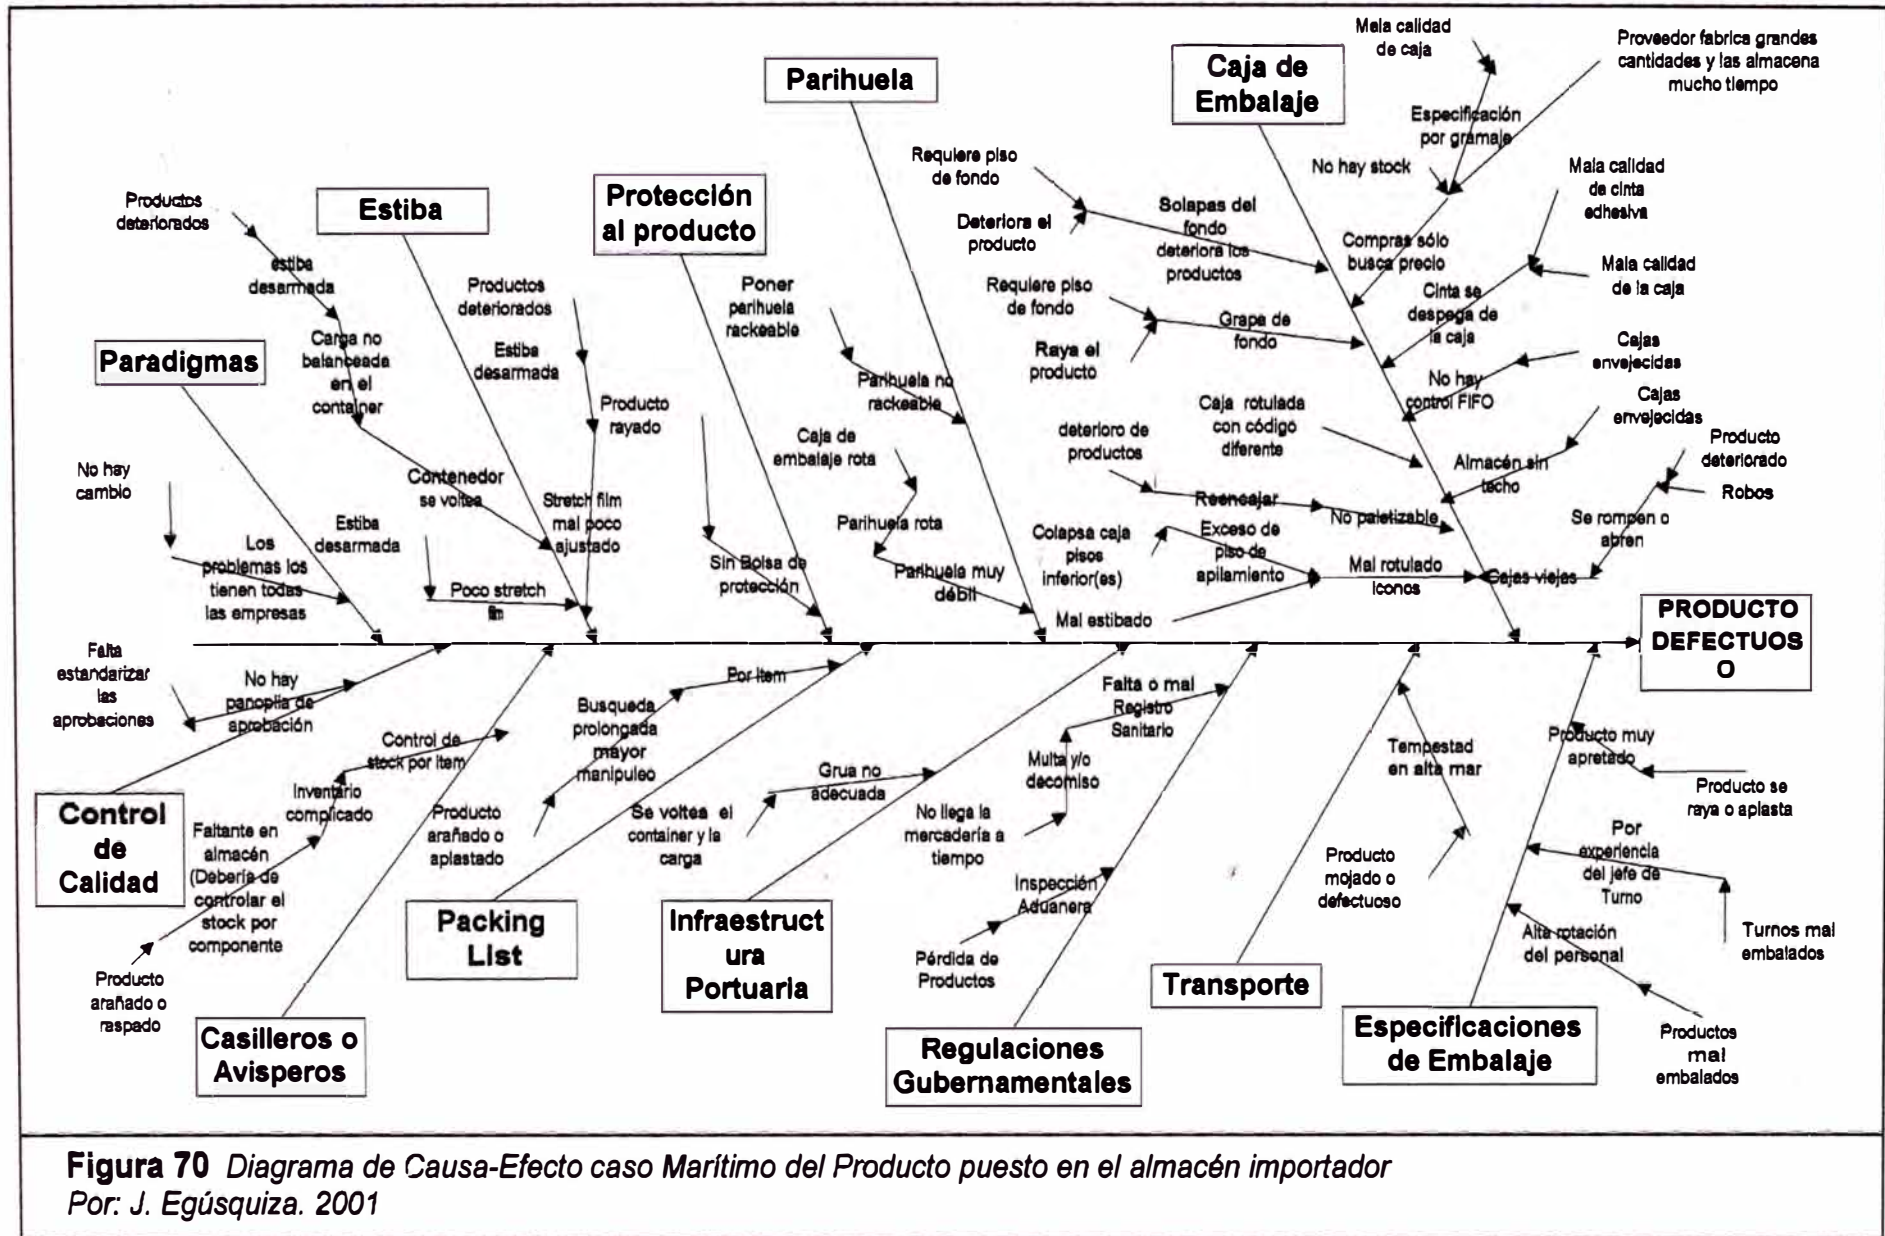 Mala calidad
de caja
Proveedor fabrica grandes
cantidades y las almacena
mucho tiempo
Parihuela
Caja de
Embalaje
Especificación
por gramaje
No hay stock
Requiere piso
de fondo
Mala calidad
de cinta
edhesiva
Productos
deteriorados
Estiba
Protección
al producto
Deteriora el
producto
Solapas del
fondo
deteriora los
productos
Compras sólo
busca precio
Mala calidad
de la caja
estiba
desarmada
Productos
deteriorados
Poner
parihuela
rackeable
Requiere piso
de fondo
Grapa de
fondo
Cinta se
despega de
la caja
Paradigmas
Carga no
balanceada
en el
container
Estiba
desarmada
Raya el
producto
Cajas
envejecidas
Producto
rayado
Parihuela no
rackeable
No hay
control FIFO
Cajas
envejecidas
Caja rotulada
con código
diferente
Caja de
embalaje rota
deterioro de
productos
Producto
deteriorado
No hay
cambio
Contenedor
se voltea
Almacén sin
techo
Robos
Stretch film
mal poco
ajustado
Reencajar
No paletizable
Se rompen o
abren
Estiba
desarmada
Parihuela rota
Colapsa caja
pisos
inferior(es)
Exceso de
piso de
apilamiento
Los
problemas los
tienen todas
las empresas
Sin Bolsa de
protección
Parihuela muy
débil
Mal rotulado
iconos
Cajas viejas
Poco stretch
film
Mal estibado
PRODUCTO
DEFECTUOS
O
Falta
estandarizar
las
aprobaciones
No hay
panoplia de
aprobación
Por item
Falta o mal
Registro
Sanitario
Busqueda
prolongada
mayor
manipuleo
Control de
stock por item
Tempestad
en alta mar
Producto muy
apretado
Inventario
complicado
Grua no
adecuada
Multa y/o
decomiso
Producto se
raya o aplasta
Control
de
Calidad
Faltante en
almacén
(Debería de
controlar el
stock por
componente
Producto
arañado o
aplastado
Se voltea el
container y la
carga
No llega la
mercadería a
tiempo
Por
experiencia
del jefe de
Turno
Producto
mojado o
defectuoso
Inspección
Aduanera
Packing
List
Infraestruct
ura
Portuaria
Alta rotación
del personal
Turnos mal
embalados
Pérdida de
Productos
Producto
arañado o
raspado
Transporte
Casilleros o
Avisperos
Regulaciones
Gubernamentales
Especificaciones
de Embalaje
Productos
mal
embalados
Figura 70 Diagrama de Causa-Efecto caso Marítimo del Producto puesto en el almacén importador
Por: J. Egúsquiza. 2001